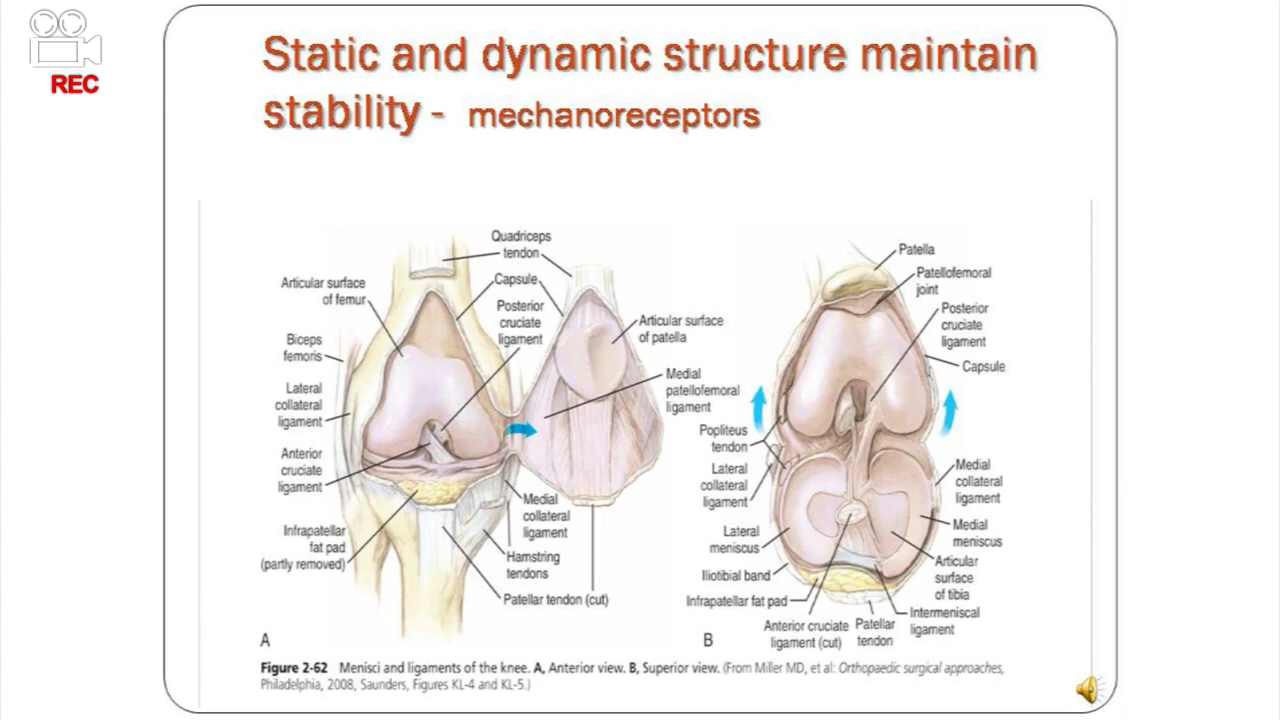 REC
Static and dynamic structure maintain
stability - mechanoreceptors
Quadriceps
tendon
Articular surface
of femur
Capsule
Posterior
cruciate
ligament
Articular surface
of patella
Biceps
femoris
Medial
patellofemoral
ligament
Lateral
collateral
ligament
Anterior
cruciate
ligament
Medial
collateral
ligament
Infrapatellar
fat pad
(partly removed)
Hamstring
tendons
Patellar tendon (cut)
A
Patella
Patellofemoral
joint
Posterior
cruciate
ligament
Capsule
Popliteus
tendon
Lateral
collateral
ligament
Medial
collateral
ligament
Lateral
meniscus
Medial
meniscus
Iliotibial band
Articular
surface
of tibia
Infrapatellar fat pad
Intermeniscal
ligament
Anterior cruciate
ligament (cut)
Patellar
tendon
B
Figure 2-62 Menisci and ligaments of the knee. A, Anterior view. B, Superior view. (From Miller MD, et al: Orthopaedic surgical approaches,
Philadelphia, 2008, Saunders, Figures KL-4 and KL-5.)